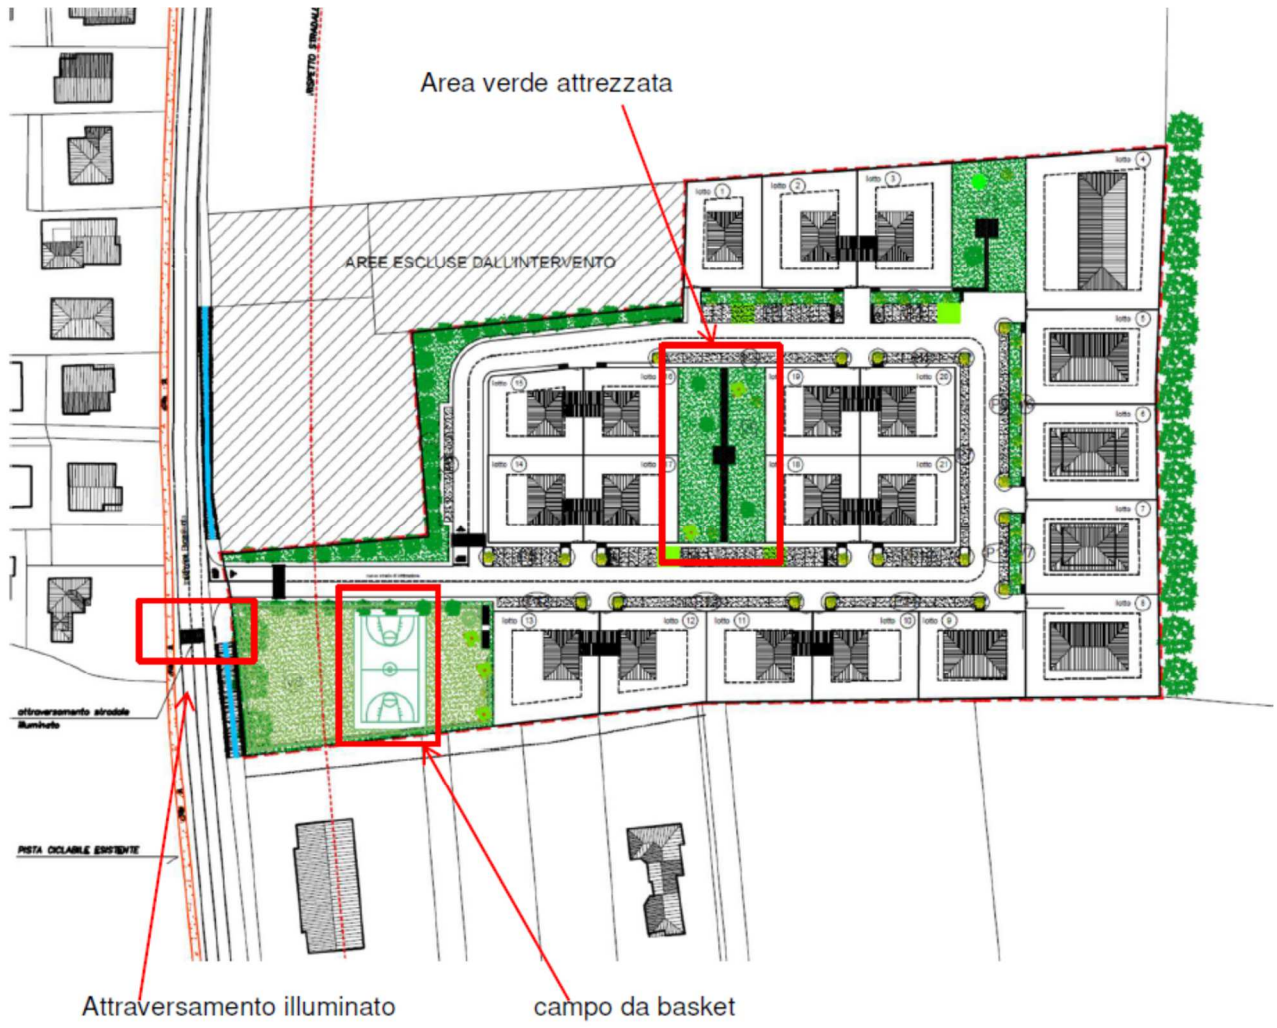 RISPETTO STRADALE
Area verde attrezzata
lotto 1
lotto 2
lotto 3
lotto 4
AREE ESCLUSE DALL'INTERVENTO
lotto 5
lotto 15
lotto 16
lotto 19
lotto 20
lotto 6
lotto 14
lotto 17
lotto 18
lotto 21
lotto 7
lotto 13
lotto 12
lotto 11
lotto 10
lotto 9
lotto 8
attraversamento stradale
illuminato
PISTA CICLABILE ESISTENTE
Attraversamento illuminato
campo da basket